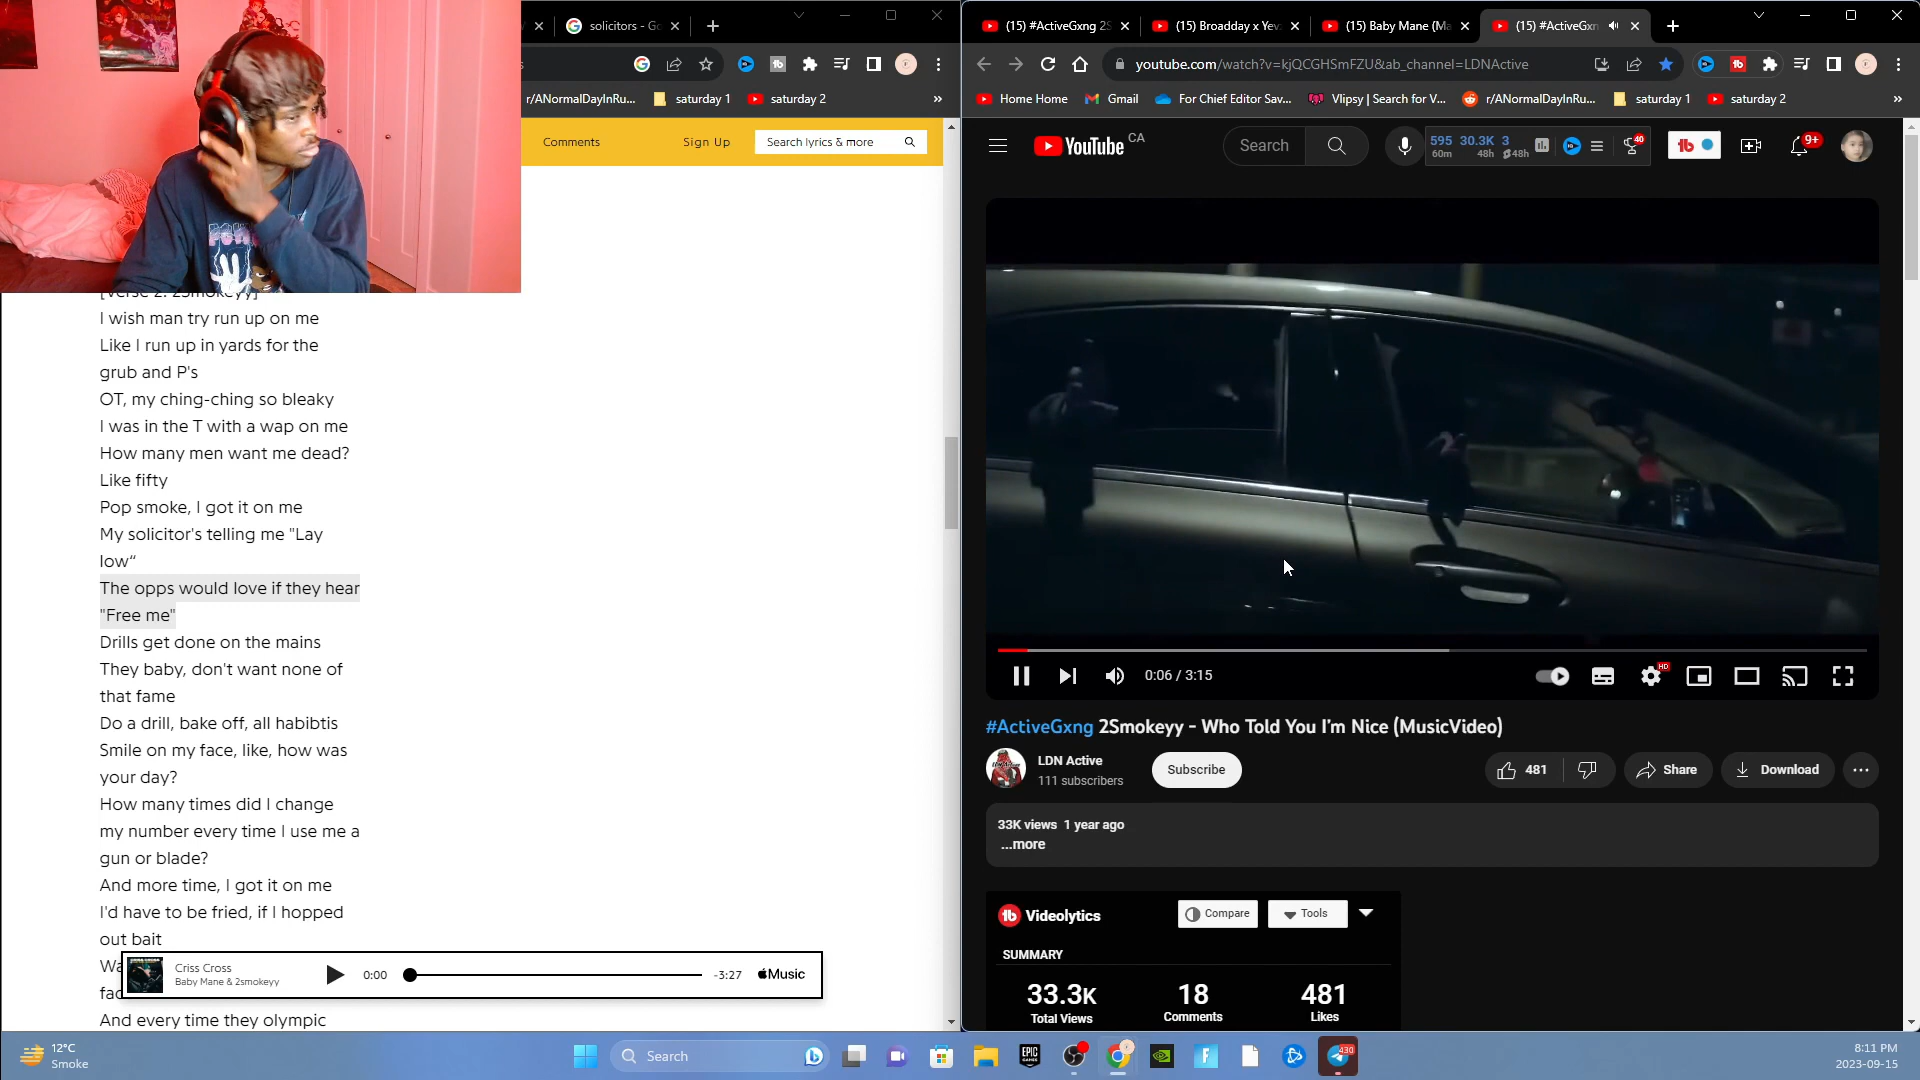 solicitors - Go
(15) #ActiveGxng 2S
(15) Broadday x Yev
(15) Baby Mane (Ma
(15) #ActiveGxn
youtube.com/watch?v=kjQCGHSmFZU&ab_channel=LDNActive
r/ANormalDayInRu...
saturday 1
saturday 2
»
Home Home
Gmail
For Chief Editor Sav...
Vlipsy | Search for V...
r/ANormalDayInRu...
saturday 1
saturday 2
»
Comments
Sign Up
Search lyrics & more
YouTube CA
Search
595 30.3K 3
60m 48h 48h
40
9+
[Verse 2: 2Smokeyy]
I wish man try run up on me
Like I run up in yards for the
grub and P's
OT, my ching-ching so bleaky
I was in the T with a wap on me
How many men want me dead?
Like fifty
Pop smoke, I got it on me
My solicitor's telling me "Lay
low“
The opps would love if they hear
"Free me"
Drills get done on the mains
They baby, don't want none of
that fame
Do a drill, bake off, all habibtis
Smile on my face, like, how was
your day?
How many times did I change
my number every time I use me a
gun or blade?
And more time, I got it on me
I'd have to be fried, if I hopped
out bait
And every time they olympic
Criss Cross
Baby Mane & 2smokeyy
0:00
-3:27
Music
0:06 / 3:15
HD
#ActiveGxng 2Smokeyy - Who Told You I'm Nice (MusicVideo)
LDN Active
111 subscribers
Subscribe
481
Share
Download
33K views 1 year ago
...more
Videolytics
Compare
Tools
SUMMARY
33.3K
Total Views
18
Comments
481
Likes
12°C
Smoke
Search
EPIC GAMES
430
8:11 PM
2023-09-15